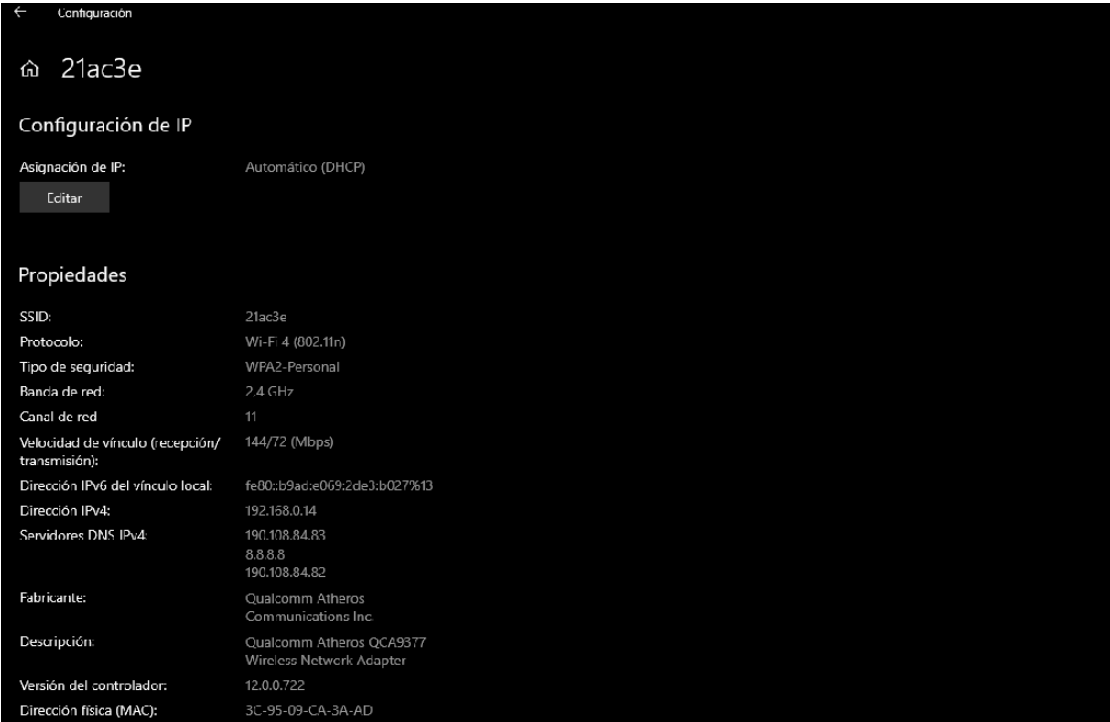 Configuración
21ac3e
Configuración de IP
Asignación de IP: Automático (DHCP)
Editar
Propiedades
SSID: 21ac3e
Protocolo: Wi-Fi 4 (802.11n)
Tipo de seguridad: WPA2-Personal
Banda de red: 2,4 GHz
Canal de red 11
Velocidad de vínculo (recepción/ 144/72 (Mbps)
transmisión):
Dirección IPv6 del vínculo local: fe80::b9ad:e069:2de3:b027%13
Dirección IPv4: 192.168.0.14
Servidores DNS IPv4: 190.108.84.83
8.8.8.8
190.108.84.82
Fabricante: Qualcomm Atheros
Communications Inc.
Descripción: Qualcomm Atheros QCA9377
Wireless Network Adapter
Versión del controlador: 12.0.0.722
Dirección física (MAC): 3C-95-09-CA-3A-AD